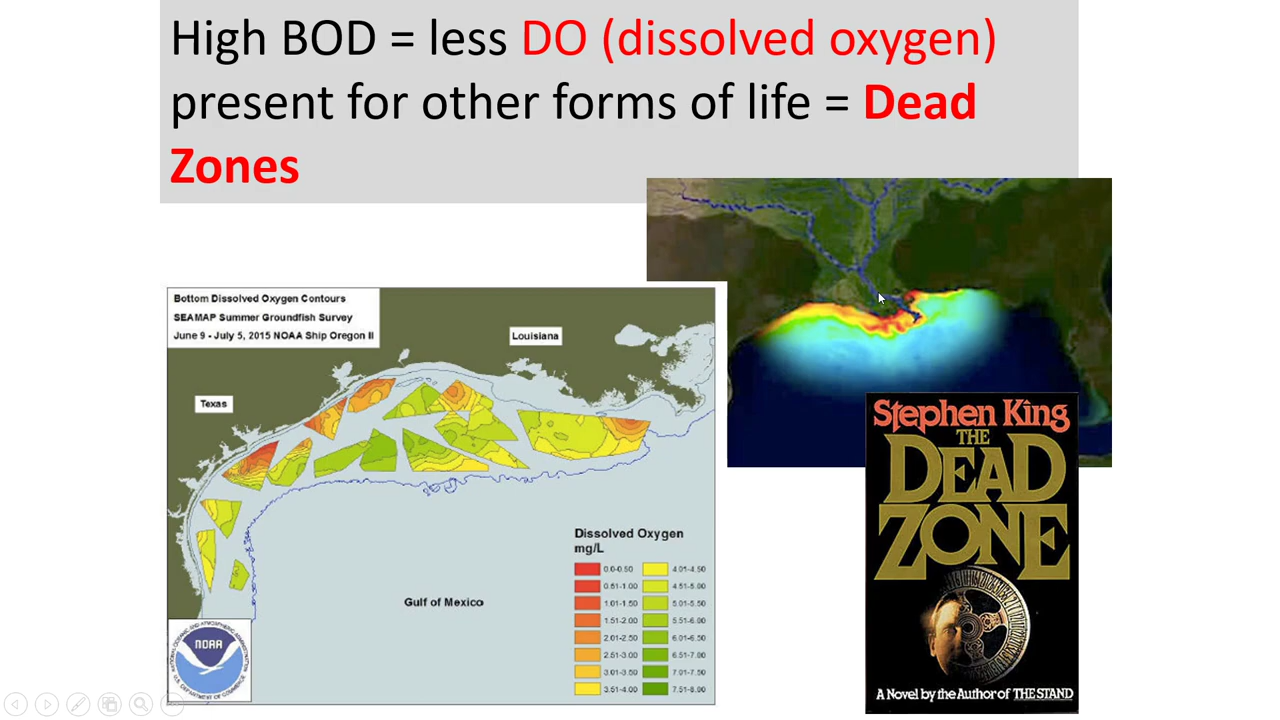 High BOD = less DO (dissolved oxygen)
present for other forms of life = Dead
Zones
Bottom Dissolved Oxygen Contours
SEAMAP Summer Groundfish Survey
June 9 - July 5, 2015 NOAA Ship Oregon II
Louisiana
Texas
Gulf of Mexico
Dissolved Oxygen
mg/L
0.0-0.50
0.51-1.00
1.01-1.50
1.51-2.00
2.01-2.50
2.51-3.00
3.01-3.50
3.51-4.00
4.01-4.50
4.51-5.00
5.01-5.50
5.51-6.00
6.01-6.50
6.51-7.00
7.01-7.50
7.51-8.00
NOAA
Stephen King
THE
DEAD
ZONE
A Novel by the Author of THE STAND